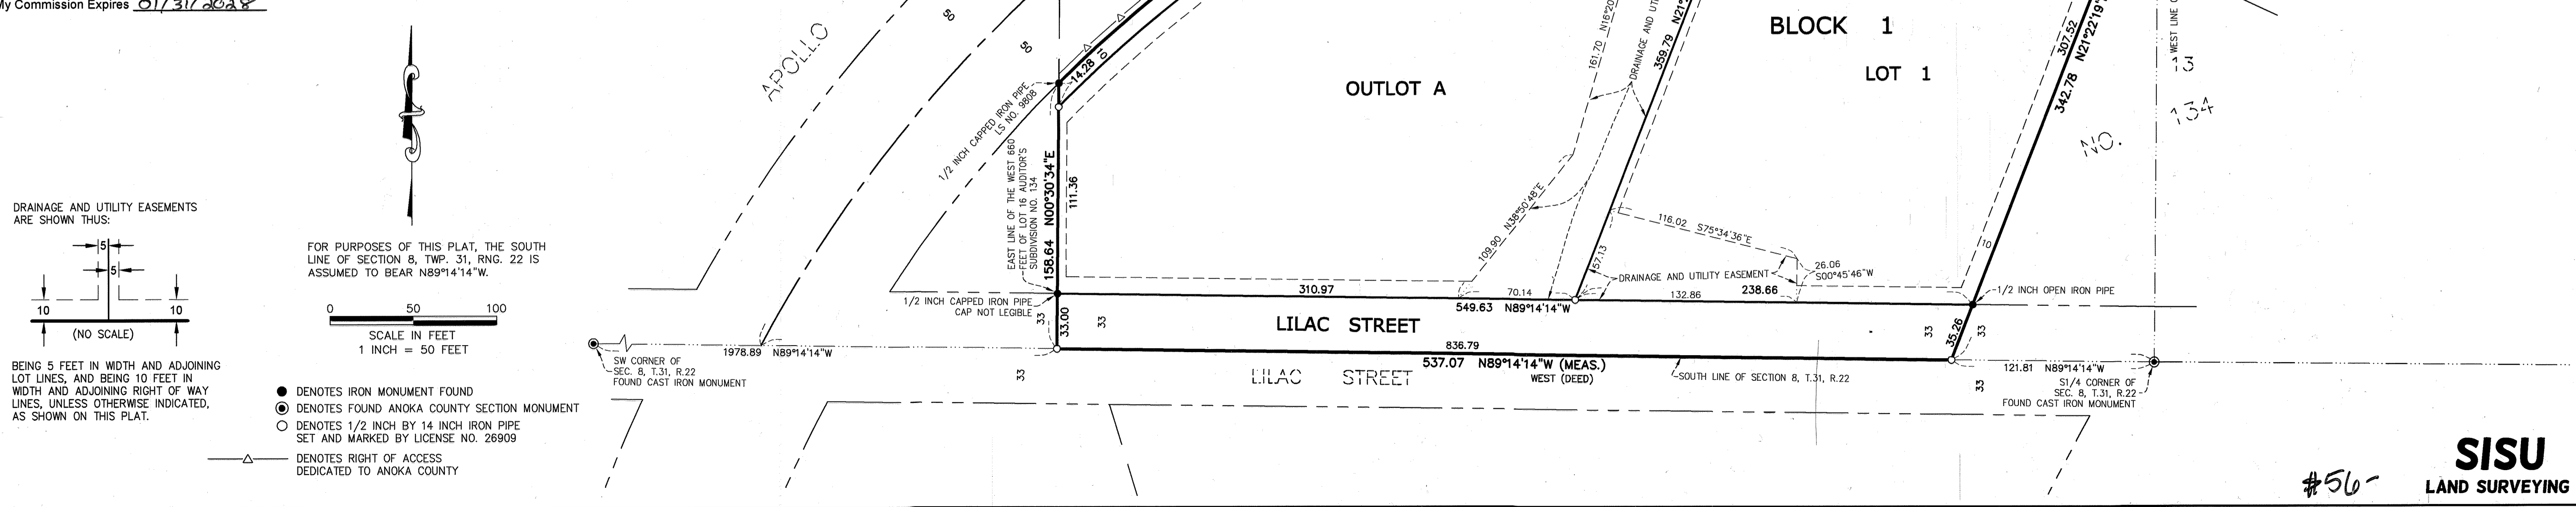 My Commission Expires 01/31/2028
DRAINAGE AND UTILITY EASEMENTS
ARE SHOWN THUS:
5
5
10
10
(NO SCALE)
BEING 5 FEET IN WIDTH AND ADJOINING
LOT LINES, AND BEING 10 FEET IN
WIDTH AND ADJOINING RIGHT OF WAY
LINES, UNLESS OTHERWISE INDICATED,
AS SHOWN ON THIS PLAT.
FOR PURPOSES OF THIS PLAT, THE SOUTH
LINE OF SECTION 8, TWP. 31, RNG. 22 IS
ASSUMED TO BEAR N89°14'14"W.
0 50 100
SCALE IN FEET
1 INCH = 50 FEET
DENOTES IRON MONUMENT FOUND
DENOTES FOUND ANOKA COUNTY SECTION MONUMENT
DENOTES 1/2 INCH BY 14 INCH IRON PIPE
SET AND MARKED BY LICENSE NO. 26909
DENOTES RIGHT OF ACCESS
DEDICATED TO ANOKA COUNTY
SW CORNER OF
SEC. 8, T.31, R.22
FOUND CAST IRON MONUMENT
1978.89 N89°14'14"W
APOLLO
50
50
14.28
10
1/2 INCH CAPPED IRON PIPE
LS NO. 9808
EAST LINE OF THE WEST 660
FEET OF LOT 16 AUDITOR'S
SUBDIVISION NO. 134
158.64 N00°30'34"E
111.36
1/2 INCH CAPPED IRON PIPE
CAP NOT LEGIBLE
33
33.00
33
33
OUTLOT A
310.97
70.14
549.63 N89°14'14"W
132.86
238.66
LILAC STREET
836.79
LILAC STREET
537.07 N89°14'14"W (MEAS.)
WEST (DEED)
SOUTH LINE OF SECTION 8, T.31, R.22
109.90 N38°50'48"E
161.70 N16°20
DRAINAGE AND UT
359.79 N21°
57.13
116.02 S75°34'36"E
DRAINAGE AND UTILITY EASEMENT
26.06
S00°45'46"W
BLOCK 1
LOT 1
307.52
342.78 N21°22'19"
10
1/2 INCH OPEN IRON PIPE
35.26
33
33
33
121.81 N89°14'14"W
S1/4 CORNER OF
SEC. 8, T.31, R.22
FOUND CAST IRON MONUMENT
WEST LINE
13
NO. 134
#56-
SISU
LAND SURVEYING